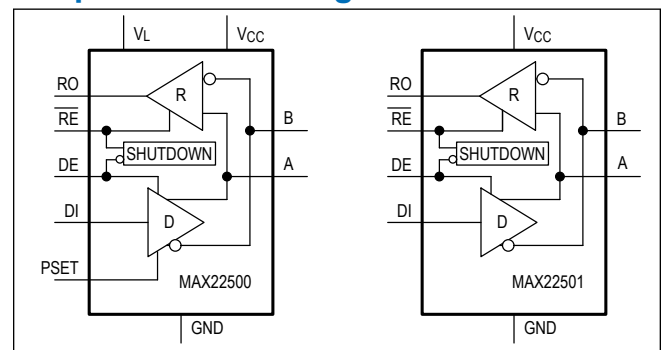 VL VCC
RO
R
RE
B
SHUTDOWN
DE
A
DI
D
PSET
MAX22500
GND
VCC
RO
R
RE
B
SHUTDOWN
DE
A
DI
D
MAX22501
GND